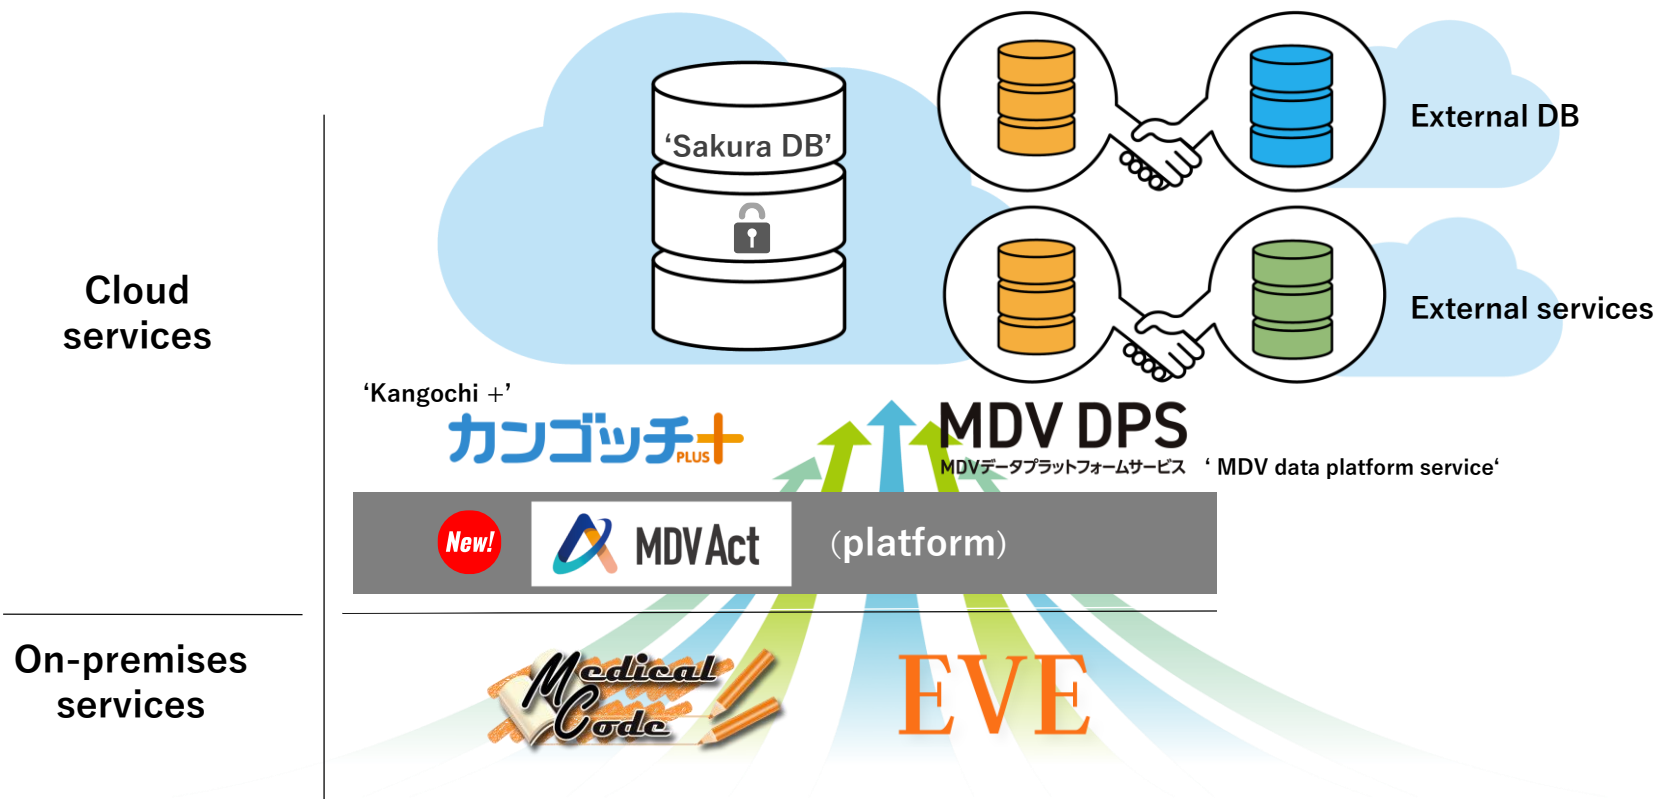 ‘Sakura DB’
External DB
External services
Cloud
services
‘Kangochi +’
カンゴッチ+
PLUS
MDV DPS
MDVデータプラットフォームサービス
‘ MDV data platform service‘
New!
MDV Act
(platform)
On-premises
services
Medical
Code
EVE